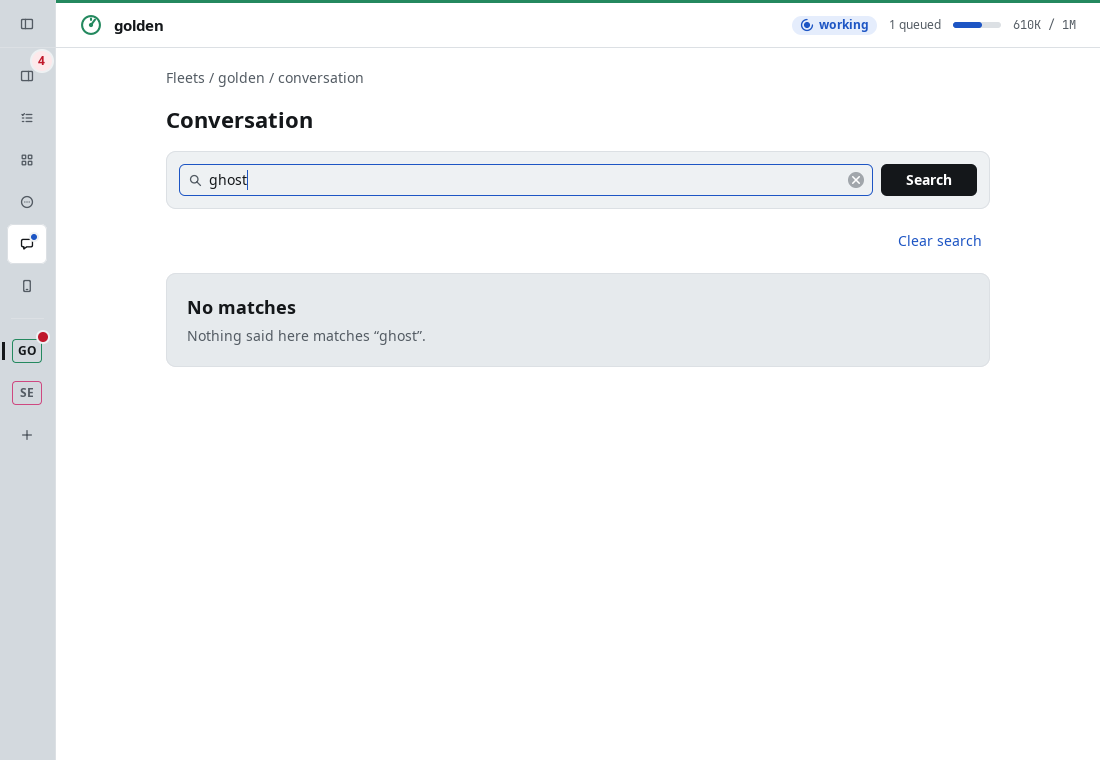 golden
working
1 queued
610K / 1M
4
Fleets / golden / conversation
Conversation
ghost
Search
Clear search
No matches
Nothing said here matches “ghost”.
GO
SE